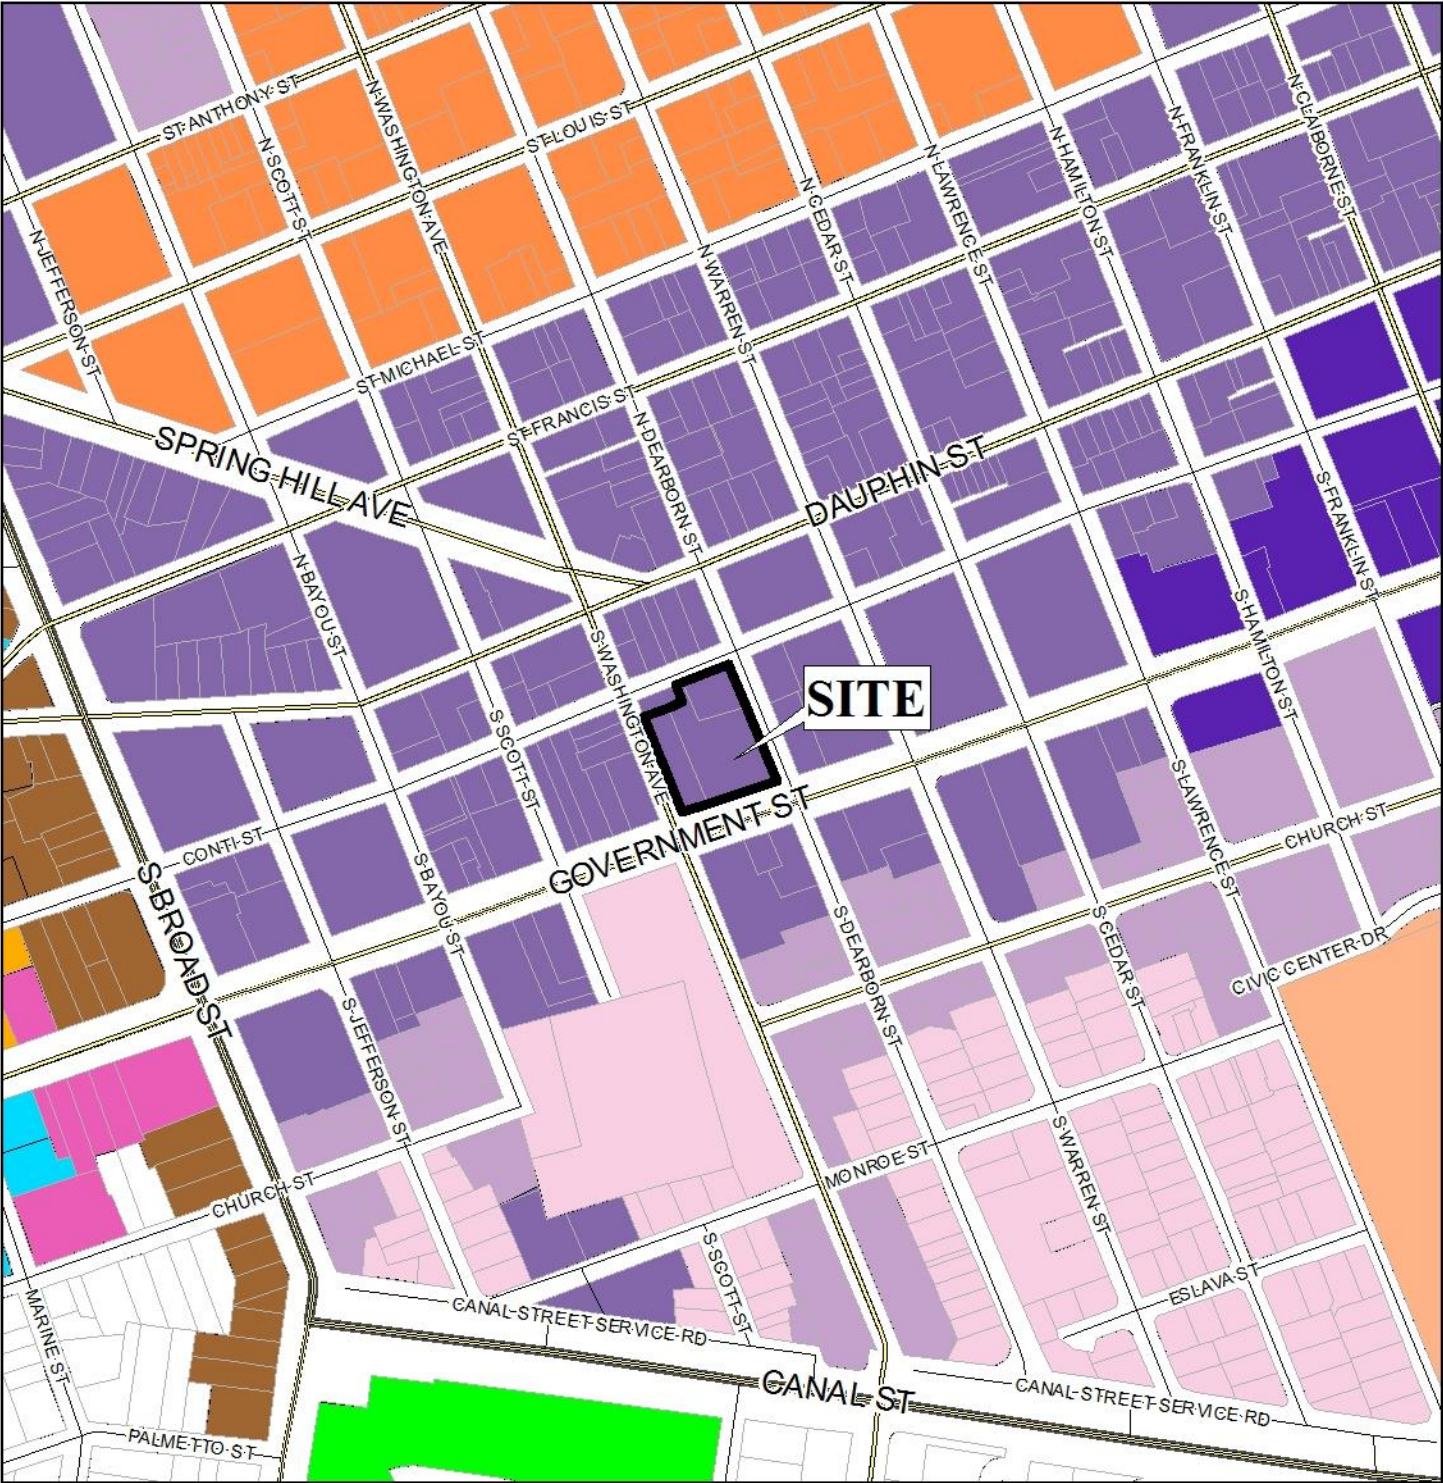 ST ANTHONY ST
N WASHINGTON AVE
N SCOTT ST
ST LOUIS ST
N CLAIBORNE ST
N FRANKLIN ST
N HAMILTON ST
N LAWRENCE ST
N CEDAR ST
N JEFFERSON ST
N WARREN ST
ST MICHAEL ST
ST FRANCIS ST
N DEARBORN ST
SPRING HILL AVE
DAUPHIN ST
S FRANKLIN ST
N BAYOU ST
S HAMILTON ST
S WASHINGTON AVE
SITE
S SCOTT ST
S LAWRENCE ST
GOVERNMENT ST
CONTI ST
CHURCH ST
S BROAD ST
S BAYOU ST
S DEARBORN ST
S CEDAR ST
CIVIC CENTER DR
S JEFFERSON ST
MONROE ST
S WARREN ST
CHURCH ST
S SCOTT ST
ESLAVA ST
MARINE ST
CANAL STREET SERVICE RD
CANAL ST
CANAL STREET SERVICE RD
PALMETTO ST